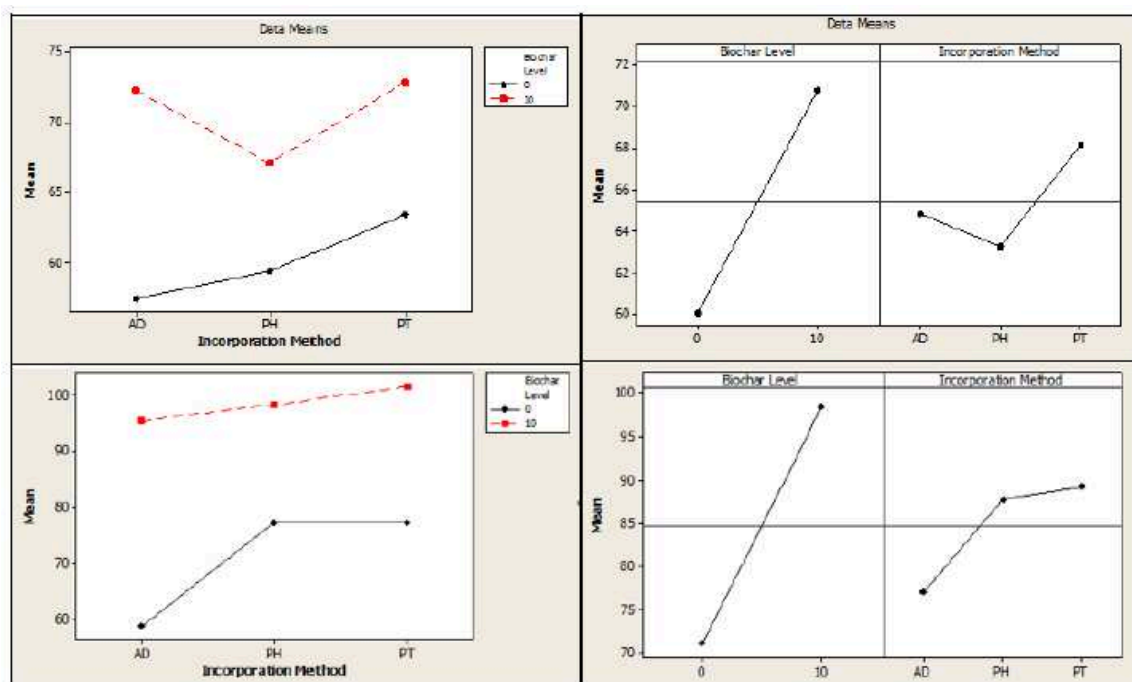 Data Means
75
70
65
60
Mean
AD PH PT
Incorporation Method
Biochar
Level
0
10
Data Means
Biochar Level Incorporation Method
72
70
68
66
64
62
60
Mean
0 10 AD PH PT
100
90
80
70
60
Mean
AD PH PT
Incorporation Method
Biochar
Level
0
10
Biochar Level Incorporation Method
100
95
90
85
80
75
70
Mean
0 10 AD PH PT